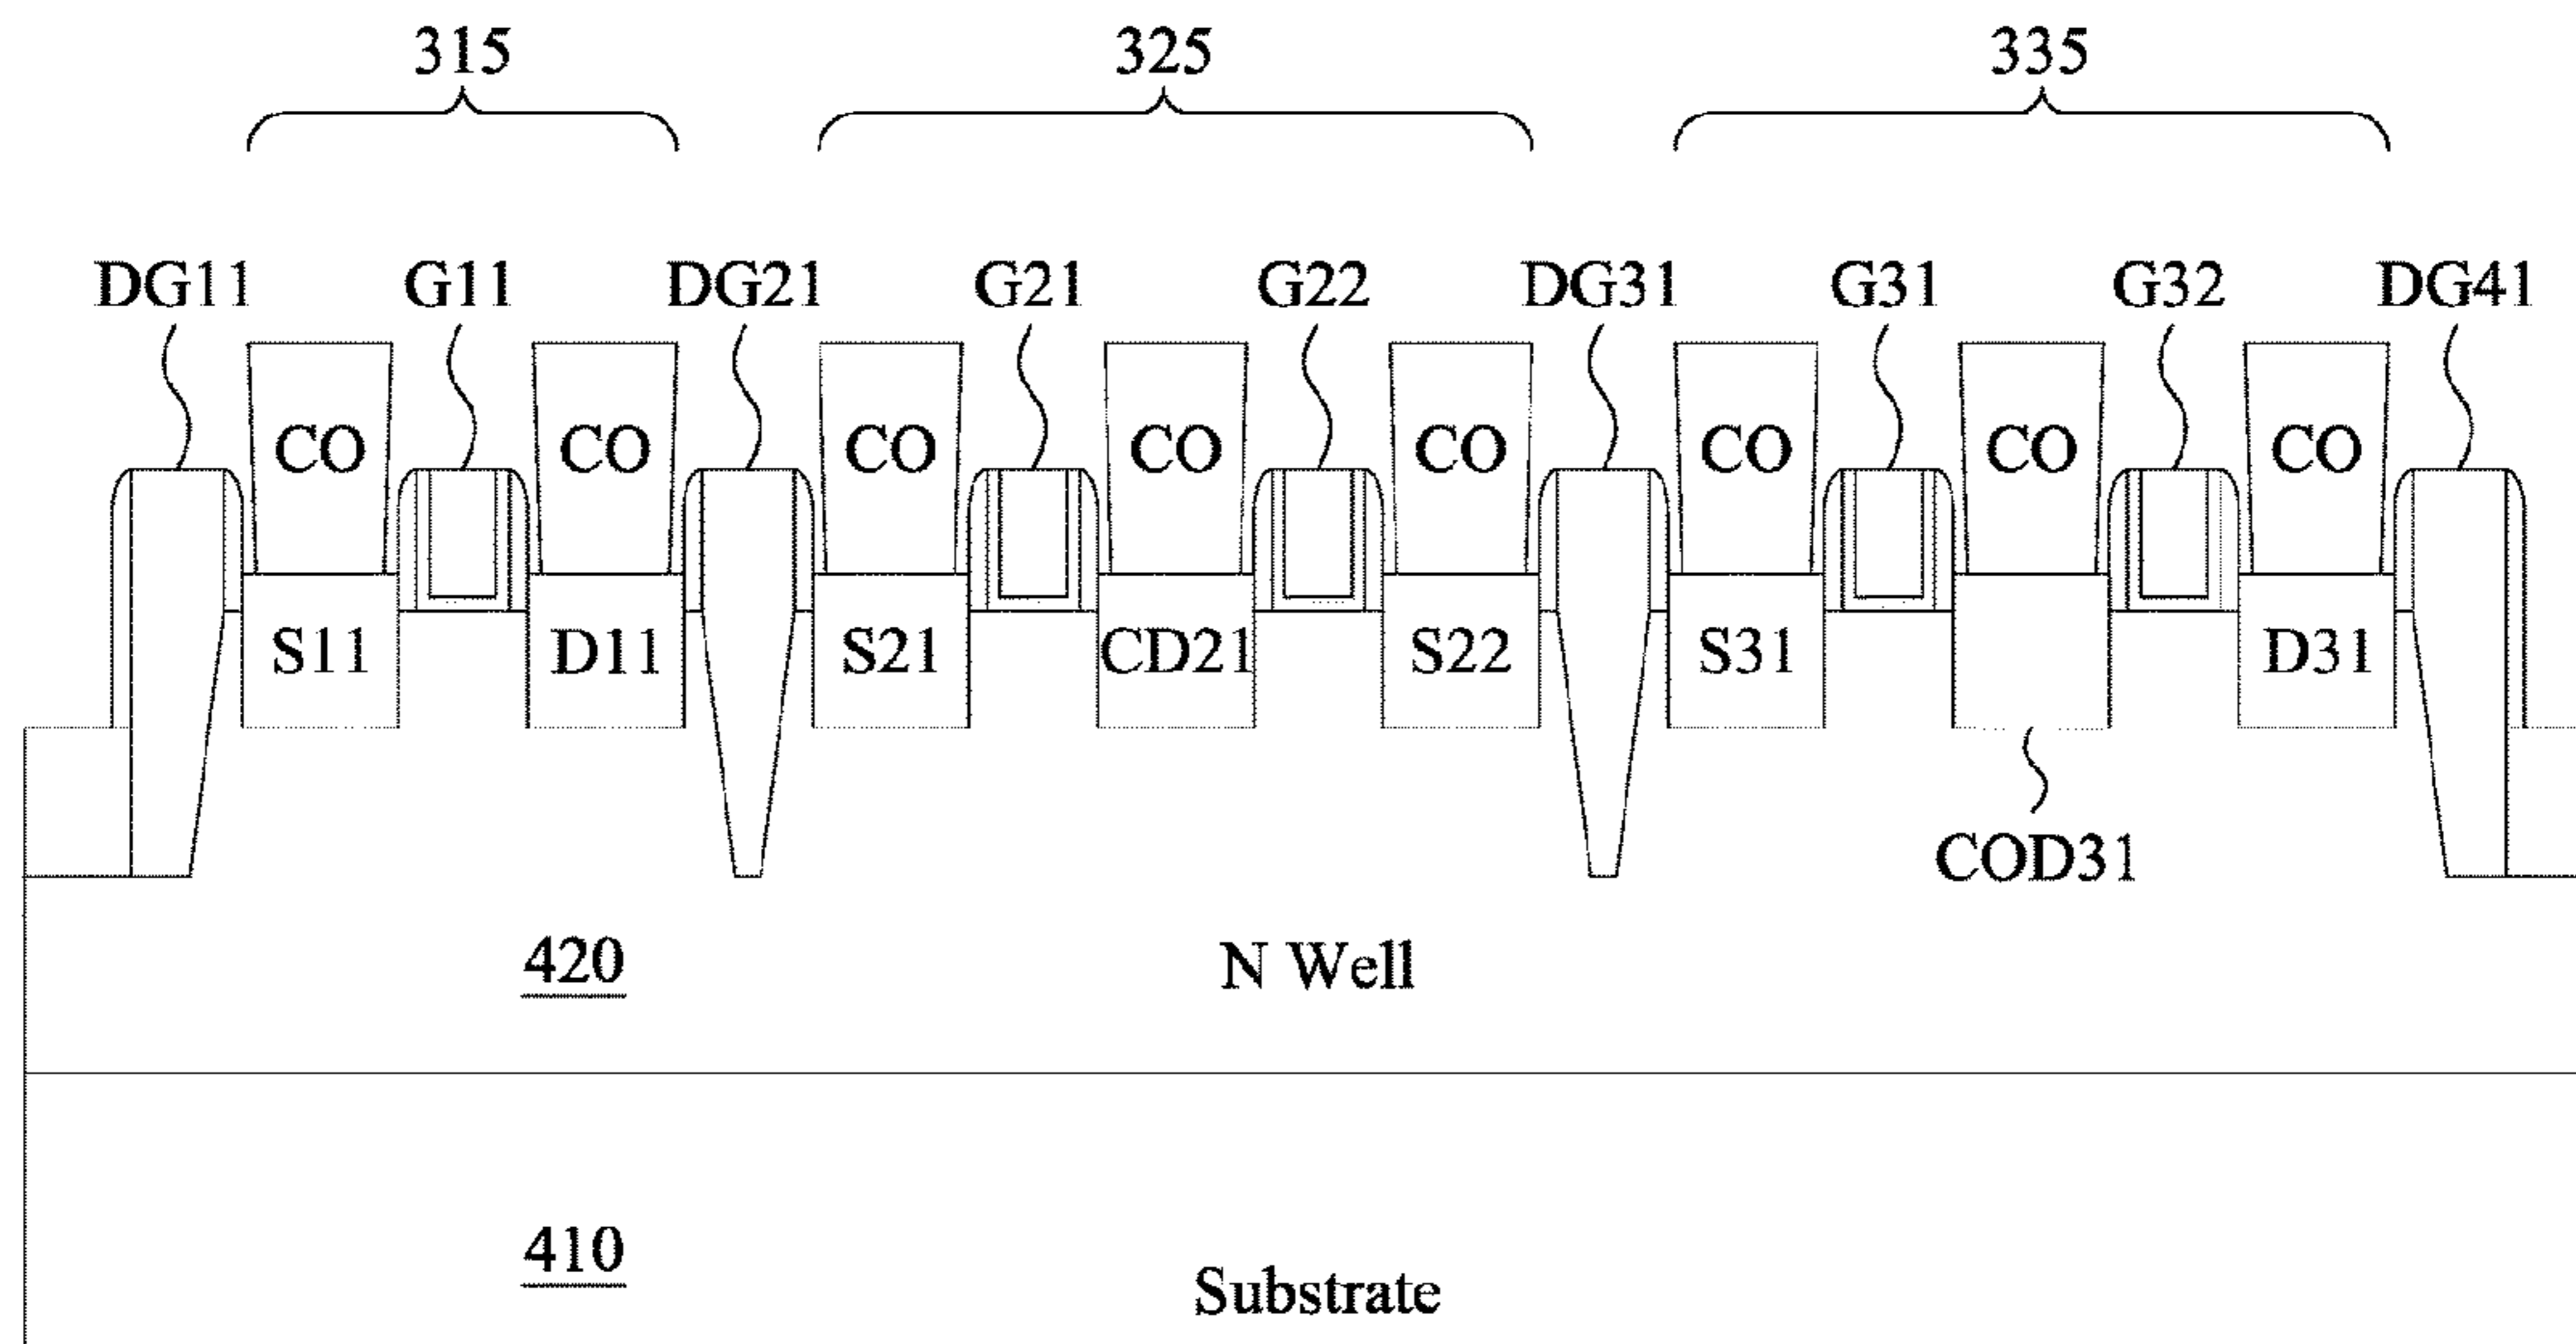 315 325 335
DG11 G11 DG21 G21 G22 DG31 G31 G32 DG41
CO CO CO CO CO CO CO CO
S11 D11 S21 CD21 S22 S31 D31
COD31
420 N Well
410
Substrate